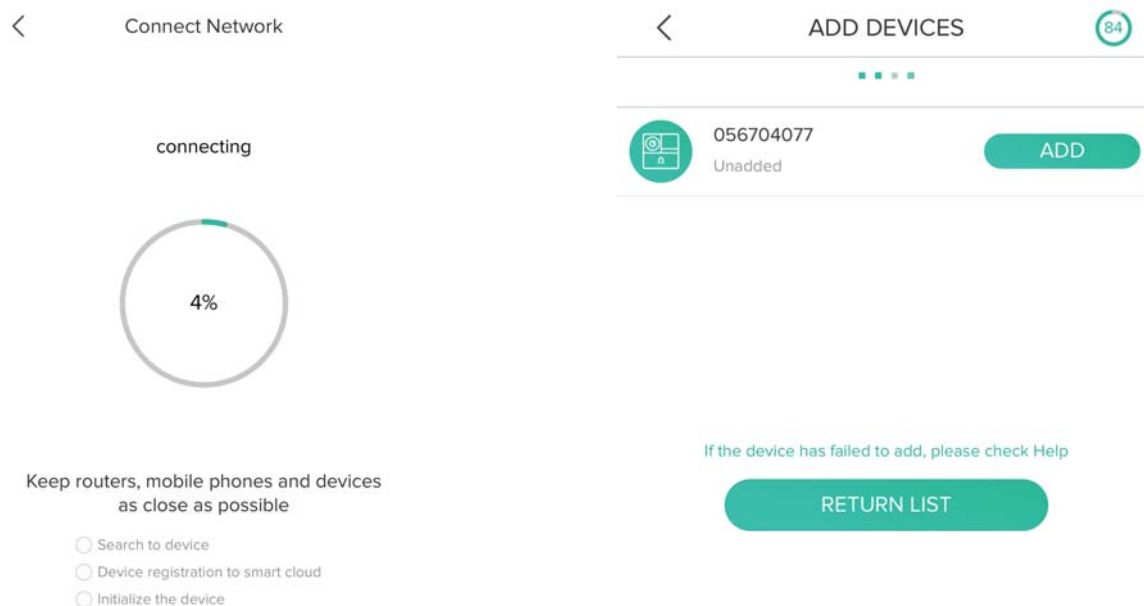 Connect Network
connecting
4%
Keep routers, mobile phones and devices
as close as possible
Search to device
Device registration to smart cloud
Initialize the device
ADD DEVICES
84
056704077
Unadded
ADD
If the device has failed to add, please check Help
RETURN LIST